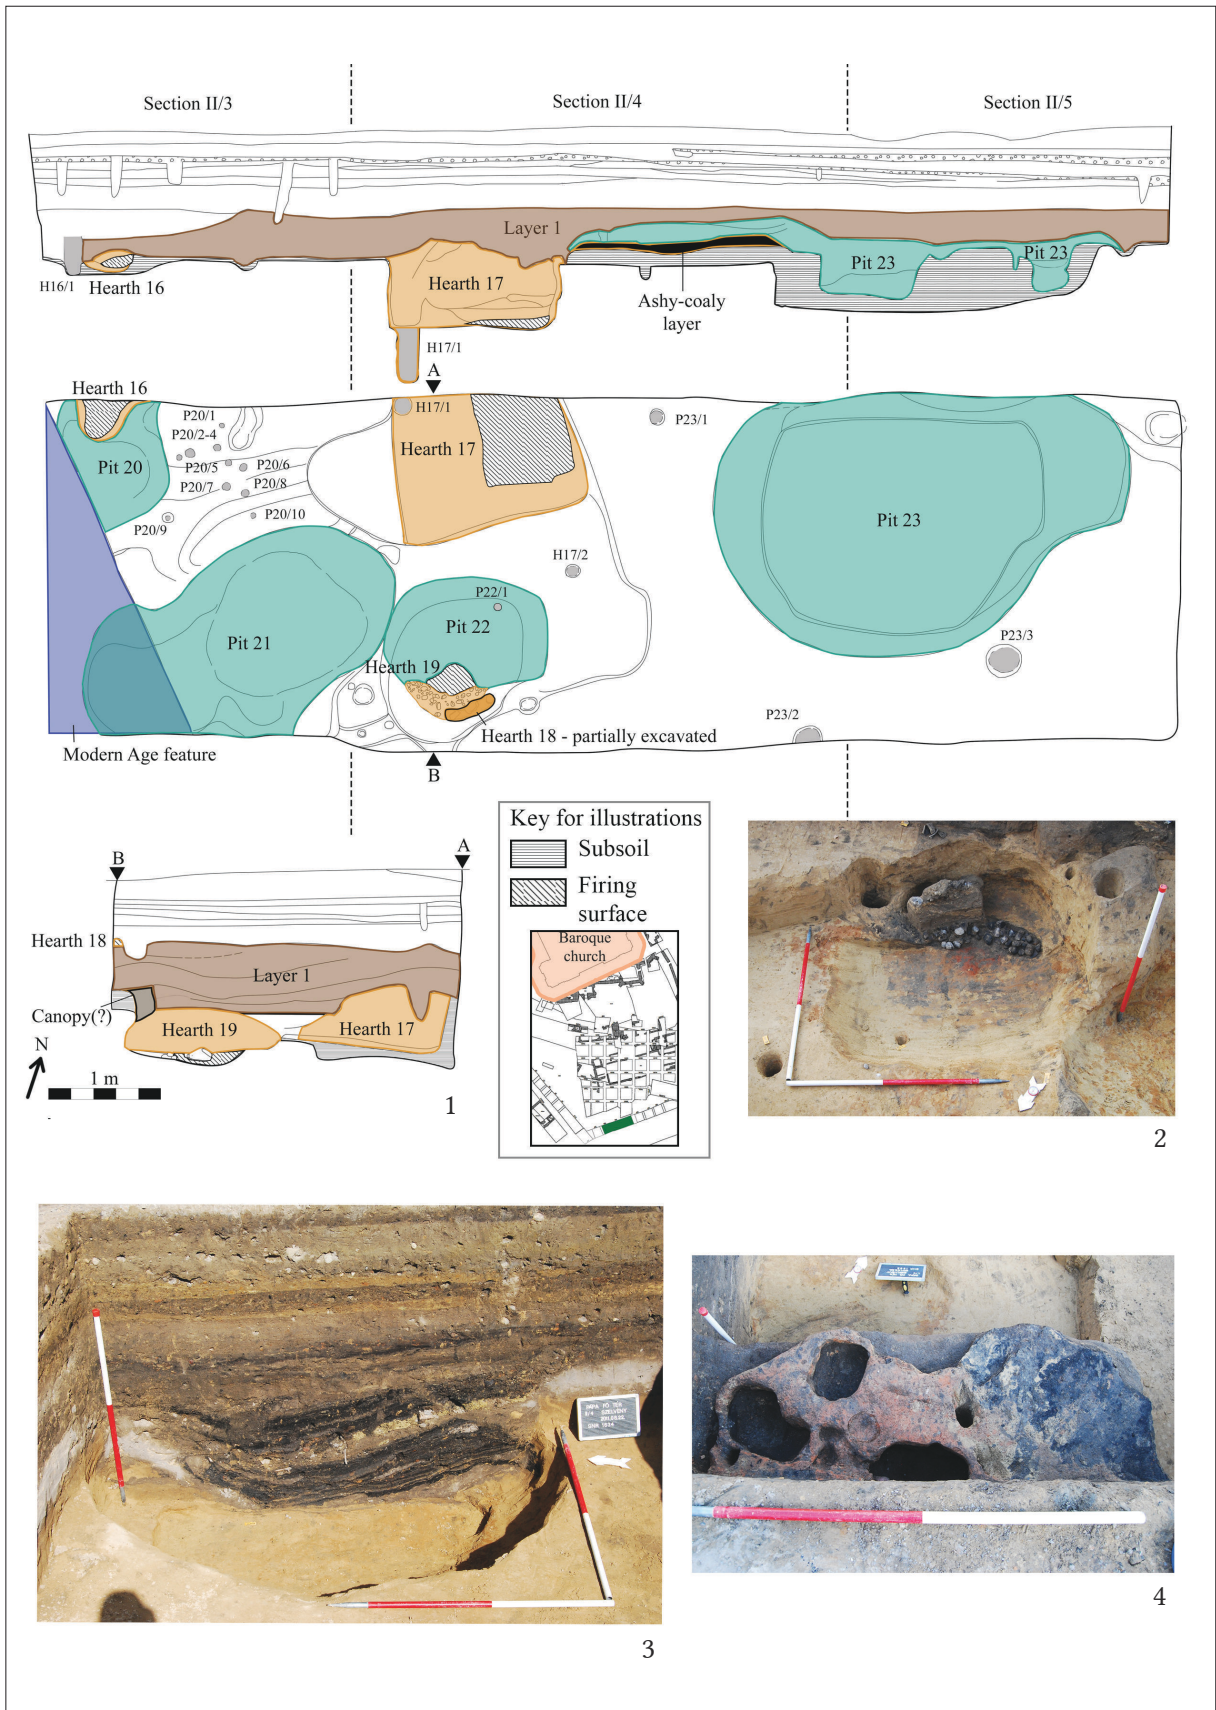 Section II/3
Section II/4
Section II/5
Layer 1
Pit 23
Pit 23
H16/1
Hearth 16
Hearth 17
Ashy-coaly
layer
H17/1
A
Hearth 16
P20/1
H17/1
P23/1
P20/2-4
Hearth 17
Pit 20
P20/5
P20/6
P20/7
P20/8
P20/9
P20/10
Pit 23
H17/2
P22/1
Pit 21
Pit 22
P23/3
Hearth 19
P23/2
Hearth 18 - partially excavated
Modern Age feature
B
B
A
Hearth 18
Layer 1
Canopy(?)
Hearth 19
Hearth 17
N
1 m
1
Key for illustrations
Subsoil
Firing
surface
Baroque
church
2
3
4